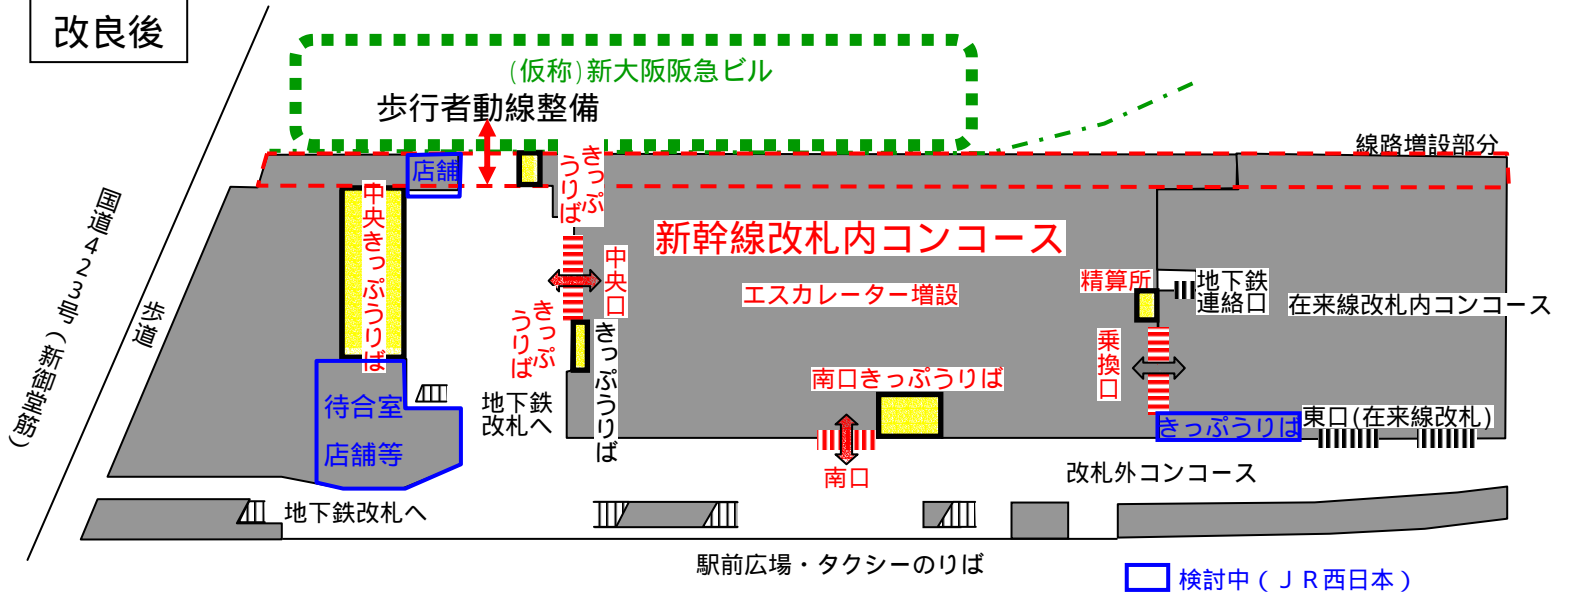 改良後
(仮称)新大阪阪急ビル
歩行者動線整備
線路増設部分
店舗
きっぷ
うりば
国道423号(新御堂筋)
歩道
中央きっぷうりば
新幹線改札内コンコース
中央口
エスカレーター増設
精算所
地下鉄
連絡口
在来線改札内コンコース
きっぷ
うりば
きっぷうりば
乗換口
南口きっぷうりば
待合室
店舗等
地下鉄
改札へ
きっぷうりば
東口(在来線改札)
南口
改札外コンコース
地下鉄改札へ
駅前広場・タクシーのりば
検討中(JR西日本)